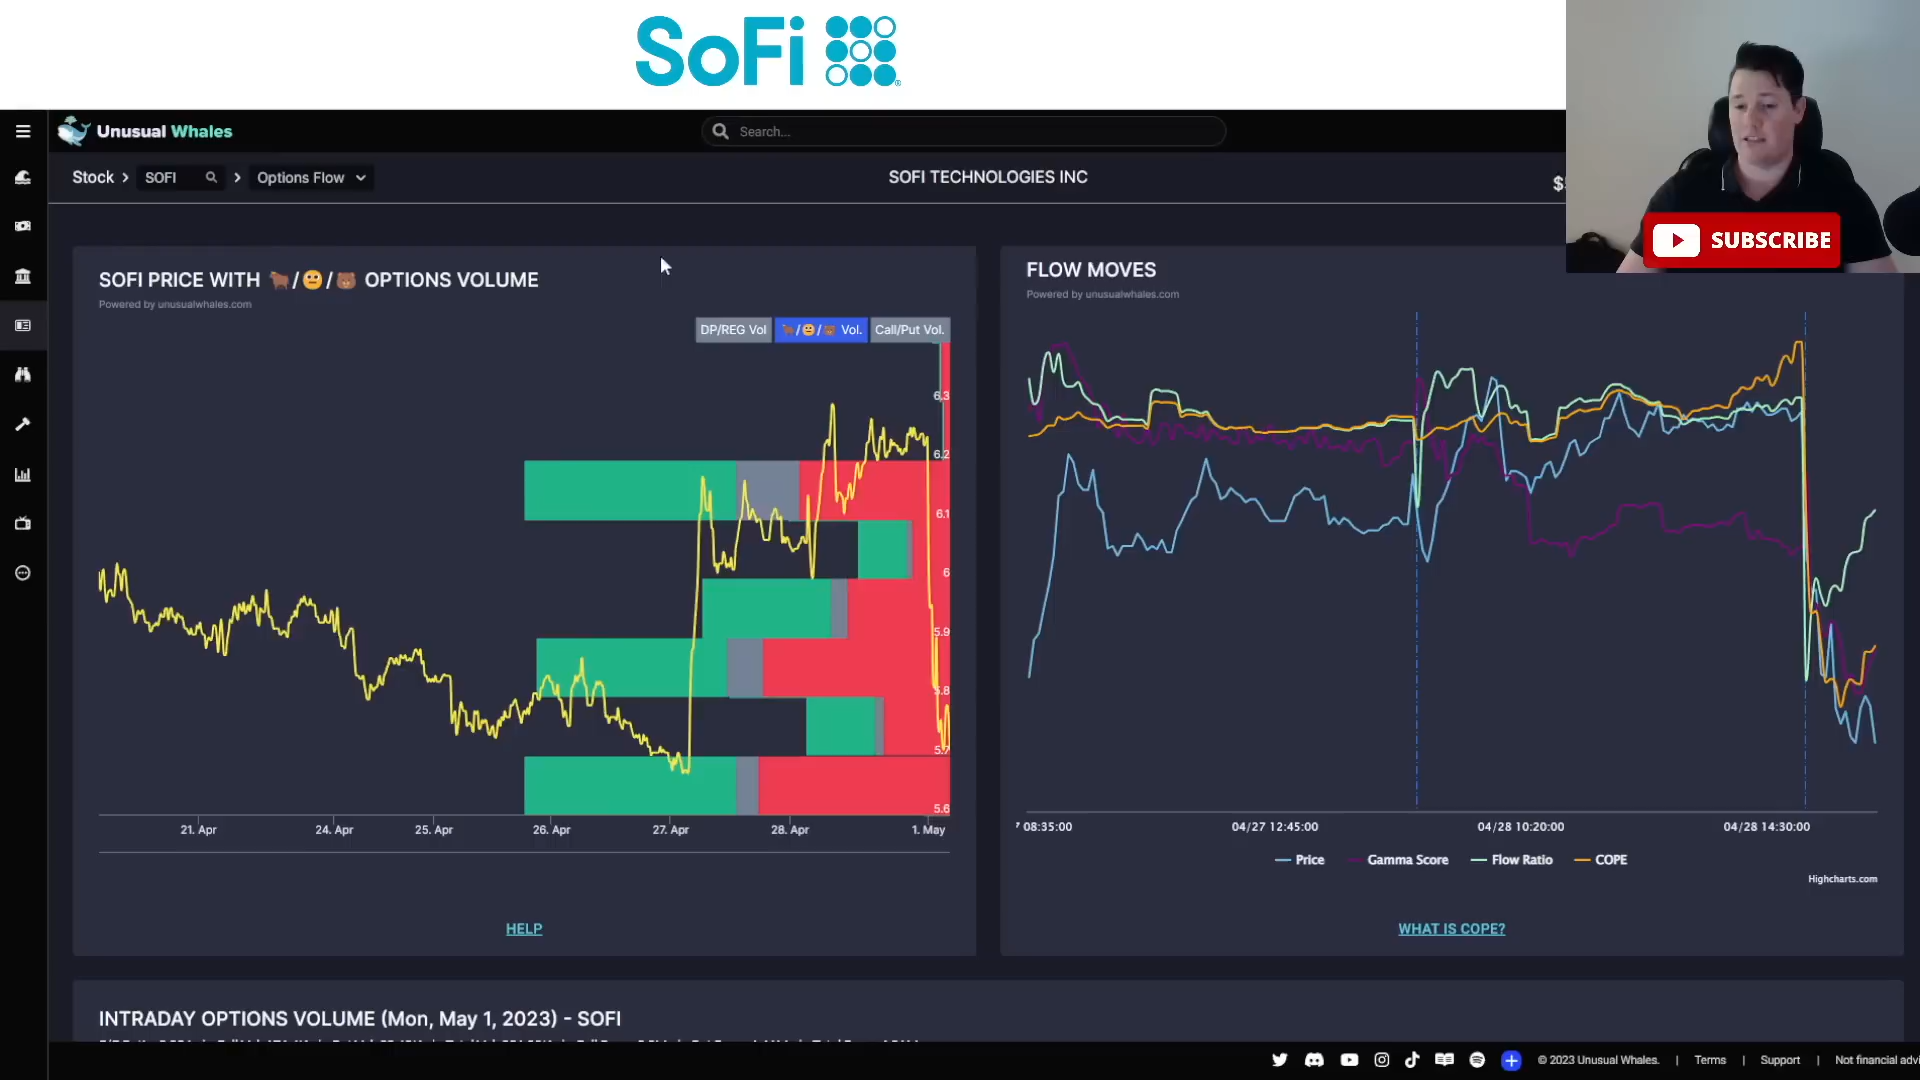 SoFi
Unusual Whales
Search...
SUBSCRIBE
Stock > SOFI > Options Flow
SOFI TECHNOLOGIES INC
$
SOFI PRICE WITH 🐂/😐/🐻 OPTIONS VOLUME
Powered by unusualwhales.com
DP/REG Vol
🐂/😐/🐻 Vol.
Call/Put Vol.
6.3
6.2
6.1
6
5.9
5.8
5.7
5.6
21. Apr
24. Apr
25. Apr
26. Apr
27. Apr
28. Apr
1. May
HELP
FLOW MOVES
Powered by unusualwhales.com
08:35:00
04/27 12:45:00
04/28 10:20:00
04/28 14:30:00
Price
Gamma Score
Flow Ratio
COPE
Highcharts.com
WHAT IS COPE?
INTRADAY OPTIONS VOLUME (Mon, May 1, 2023) - SOFI
© 2023 Unusual Whales. | Terms | Support | Not financial advi